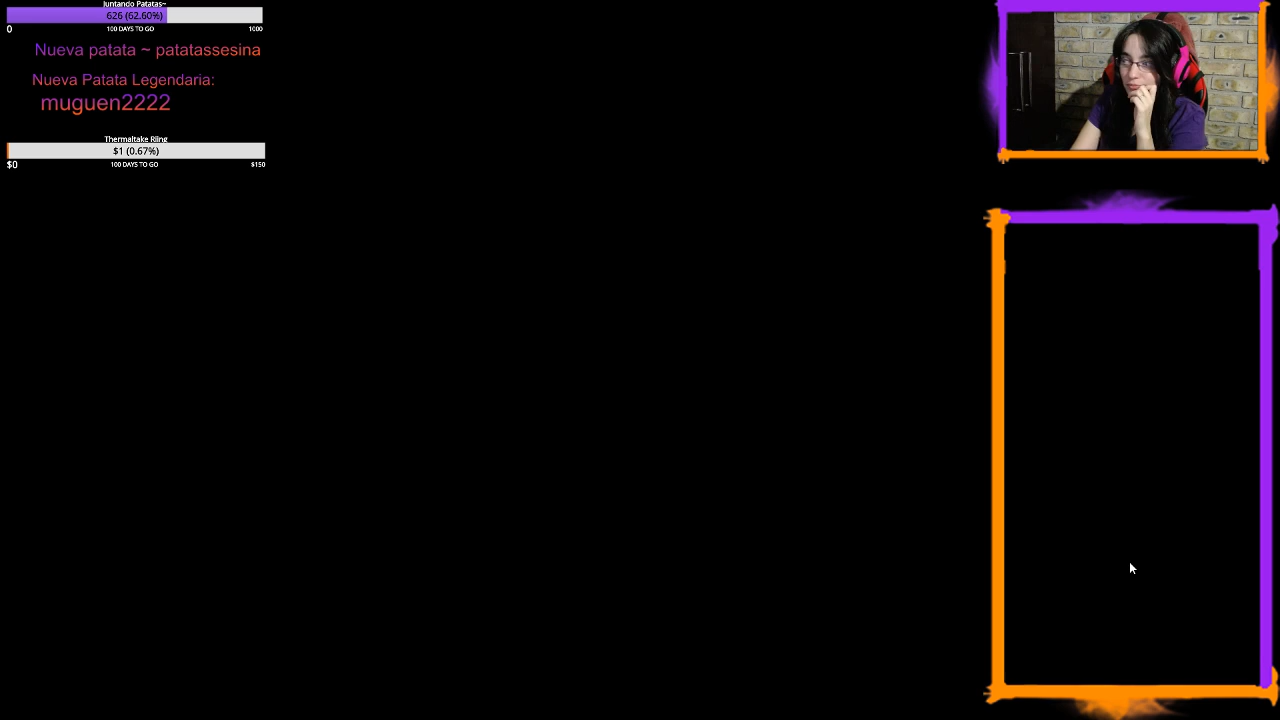 Juntando Patatas~
626 (62.60%)
0 100 DAYS TO GO 1000
Nueva patata ~ patatassesina
Nueva Patata Legendaria:
muguen2222
Thermaltake Riing
$1 (0.67%)
$0 100 DAYS TO GO $150